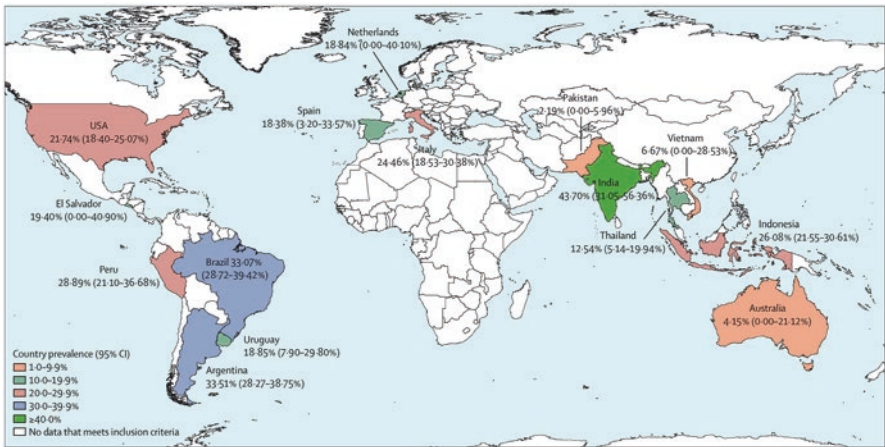 Netherlands
18·84% (0·00–40·10%)
USA
21·74% (18·40–25·07%)
Spain
18·38% (3·20–33·57%)
Italy
24·46% (18·53–30·38%)
Pakistan
2·19% (0·00–5·96%)
Vietnam
6·67% (0·00–28·53%)
India
43·70% (31·05–56·36%)
El Salvador
19·40% (0·00–40·90%)
Thailand
12·54% (5·14–19·94%)
Indonesia
26·08% (21·55–30·61%)
Peru
28·89% (21·10–36·68%)
Brazil 33·07%
(28·72–39·42%)
Australia
4·15% (0·00–21·12%)
Uruguay
18·85% (7·90–29·80%)
Argentina
33·51% (28·27–38·75%)
Country prevalence (95% CI)
1·0–9·9%
10·0–19·9%
20·0–29·9%
30·0–39·9%
≥40·0%
No data that meets inclusion criteria